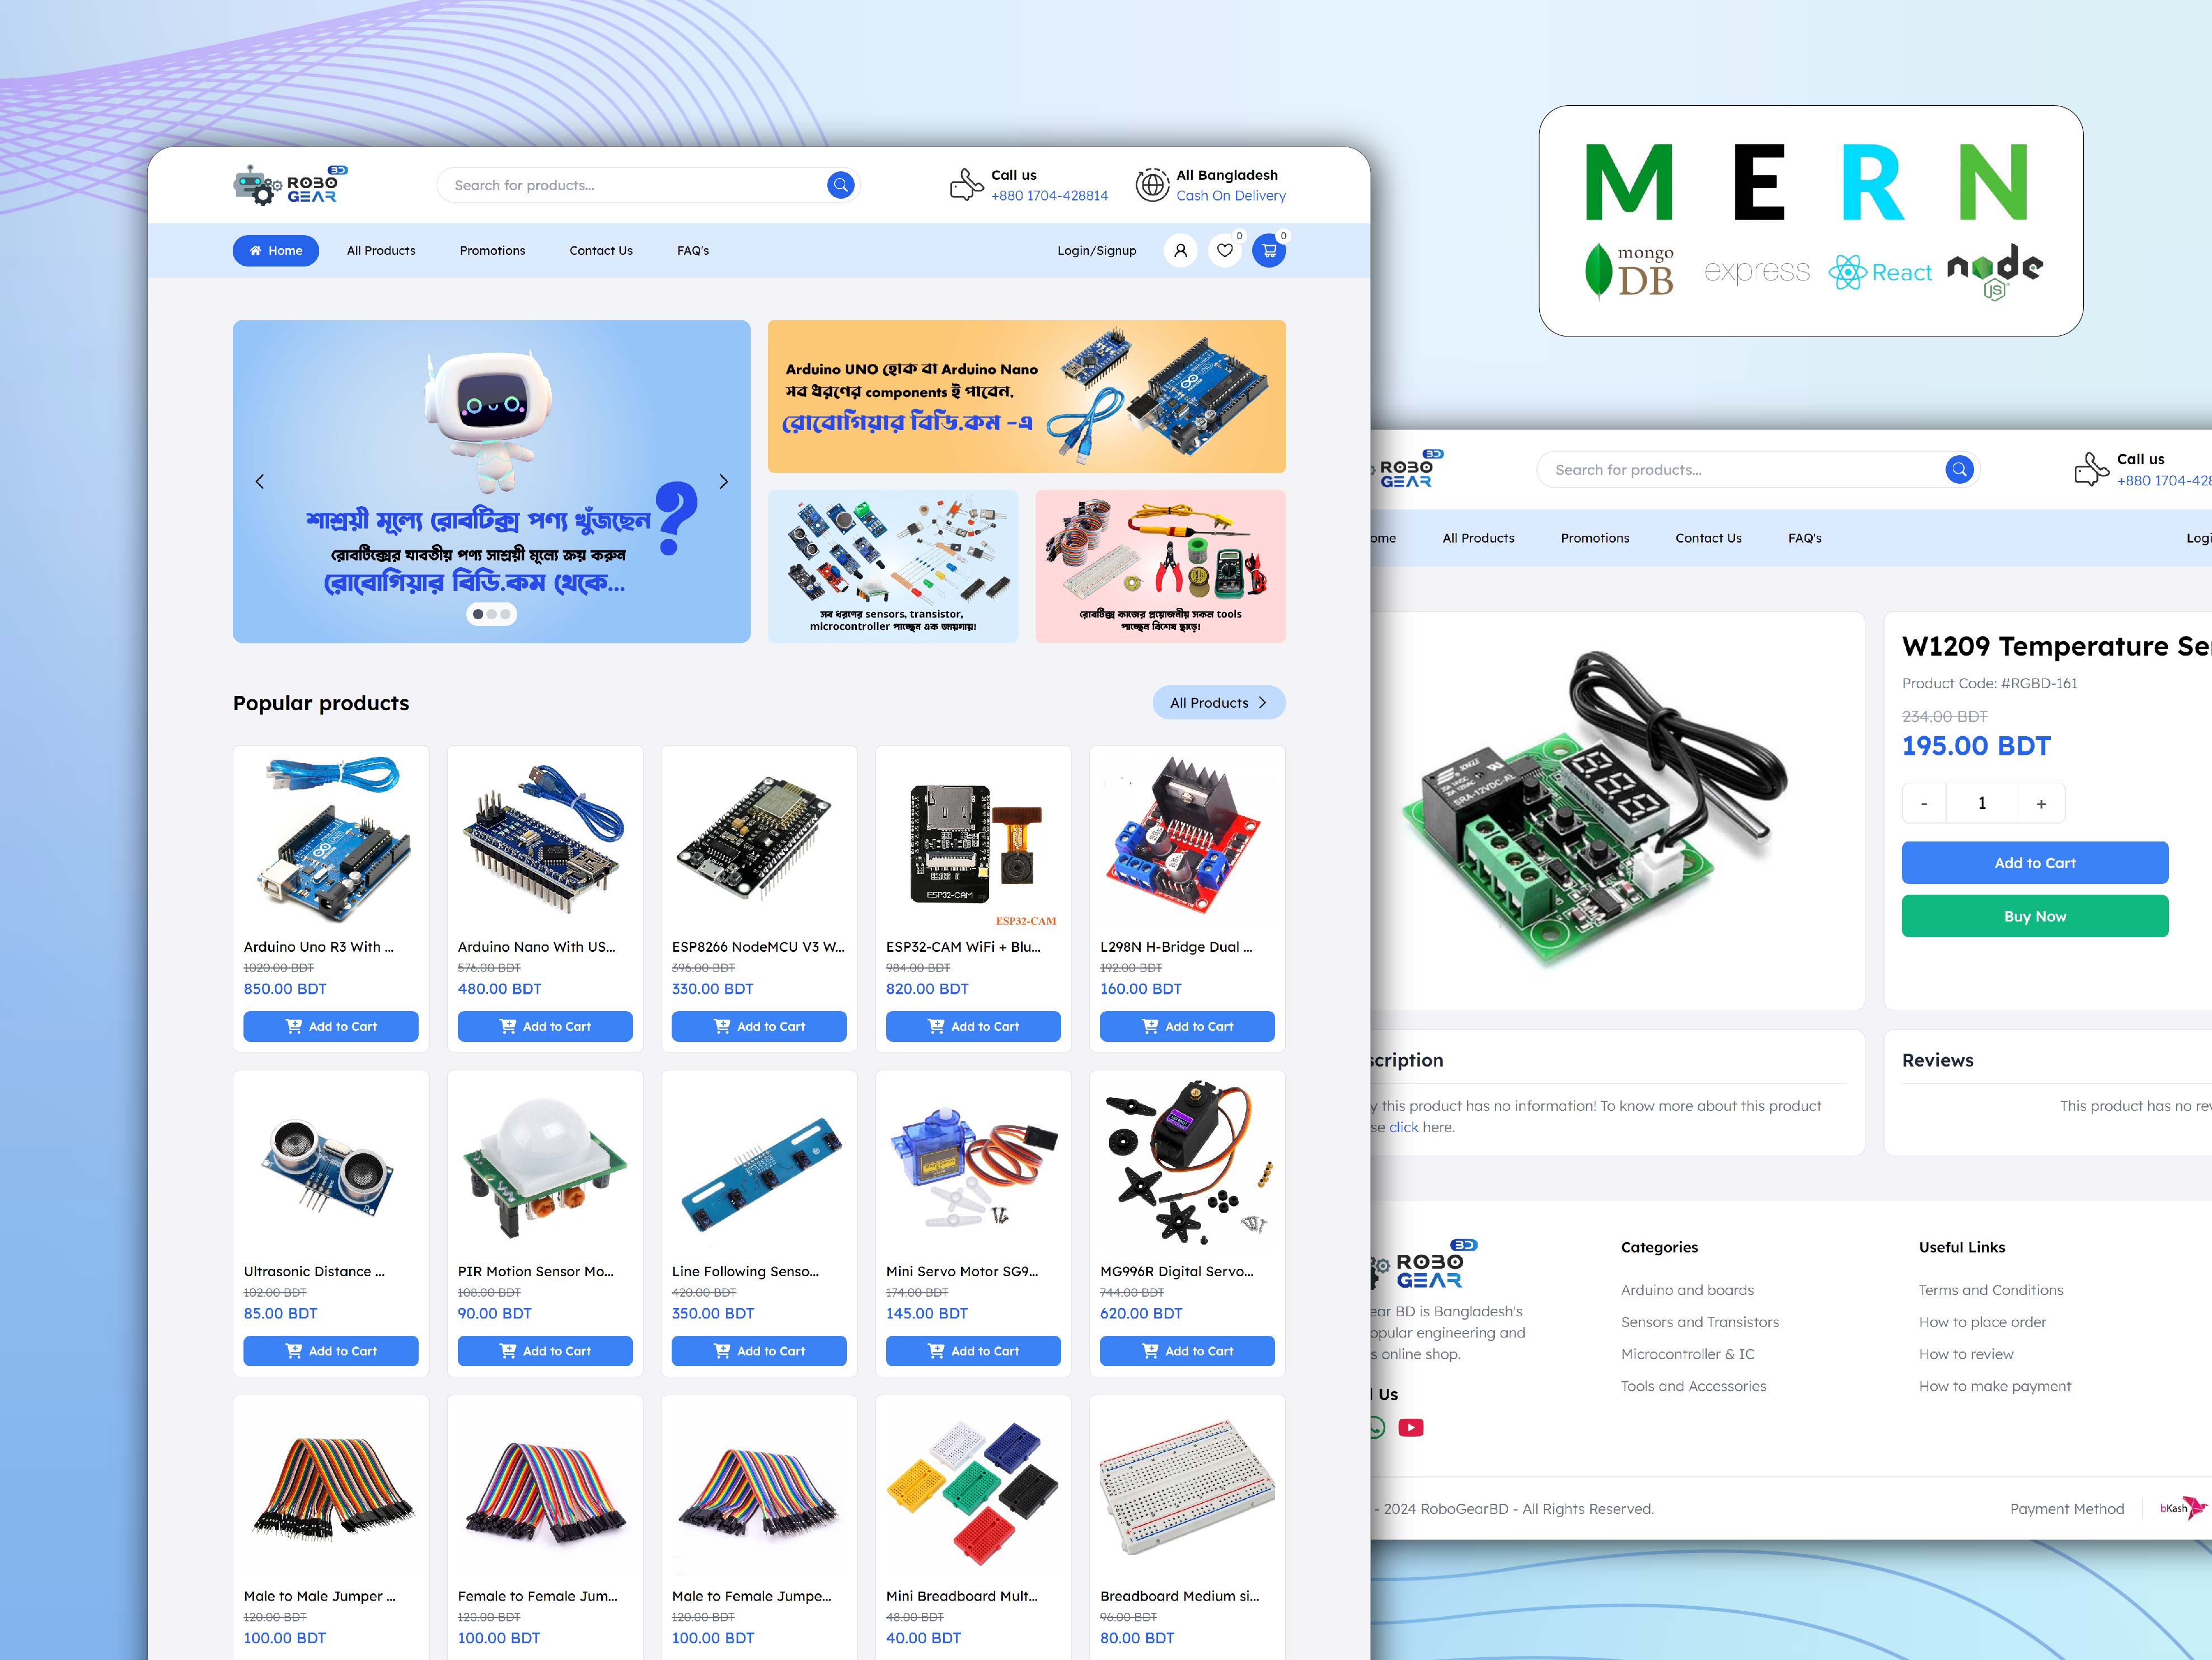 ROBO BD
GEAR
Search for products...
Call us
+880 1704-428814
All Bangladesh
Cash On Delivery
Home
All Products
Promotions
Contact Us
FAQ's
Login/Signup
0
0
Arduino UNO হোক বা Arduino Nano
সব ধরণের components ই পাবেন,
রোবোগিয়ার বিডি.কম -এ
শাশ্রয়ী মূল্যে রোবটিক্স পণ্য খুঁজছেন ?
রোবটিক্সের যাবতীয় পণ্য সাশ্রয়ী মূল্যে ক্রয় করুন
রোবোগিয়ার বিডি.কম থেকে...
সব ধরণের sensors, transistor,
microcontroller পাচ্ছেন এক জায়গায়!
রোবটিক্স কাজের প্রয়োজনীয় সকল tools
পাচ্ছেন বিশেষ ছাড়ে!
Popular products
All Products
ESP32-CAM
ESP32-CAM
Arduino Uno R3 With ...
1020.00 BDT
850.00 BDT
Add to Cart
Arduino Nano With US...
576.00 BDT
480.00 BDT
Add to Cart
ESP8266 NodeMCU V3 W...
396.00 BDT
330.00 BDT
Add to Cart
ESP32-CAM WiFi + Blu...
984.00 BDT
820.00 BDT
Add to Cart
L298N H-Bridge Dual ...
192.00 BDT
160.00 BDT
Add to Cart
Ultrasonic Distance ...
102.00 BDT
85.00 BDT
Add to Cart
PIR Motion Sensor Mo...
108.00 BDT
90.00 BDT
Add to Cart
Line Following Senso...
420.00 BDT
350.00 BDT
Add to Cart
Mini Servo Motor SG9...
174.00 BDT
145.00 BDT
Add to Cart
MG996R Digital Servo...
744.00 BDT
620.00 BDT
Add to Cart
Male to Male Jumper ...
120.00 BDT
100.00 BDT
Female to Female Jum...
120.00 BDT
100.00 BDT
Male to Female Jumpe...
120.00 BDT
100.00 BDT
Mini Breadboard Mult...
48.00 BDT
40.00 BDT
Breadboard Medium si...
96.00 BDT
80.00 BDT
M E R N
mongo
DB
express
React
node
JS
ROBO BD
GEAR
Search for products...
Call us
+880 1704-428
ome
All Products
Promotions
Contact Us
FAQ's
Logi
SRA-12VDC-AL
W1209 Temperature Se
Product Code: #RGBD-161
234.00 BDT
195.00 BDT
- 1 +
Add to Cart
Buy Now
scription
y this product has no information! To know more about this product
se click here.
Reviews
This product has no rev
ROBO BD
GEAR
ear BD is Bangladesh's
opular engineering and
s online shop.
l Us
Categories
Arduino and boards
Sensors and Transistors
Microcontroller & IC
Tools and Accessories
Useful Links
Terms and Conditions
How to place order
How to review
How to make payment
- 2024 RoboGearBD - All Rights Reserved.
Payment Method
bKash